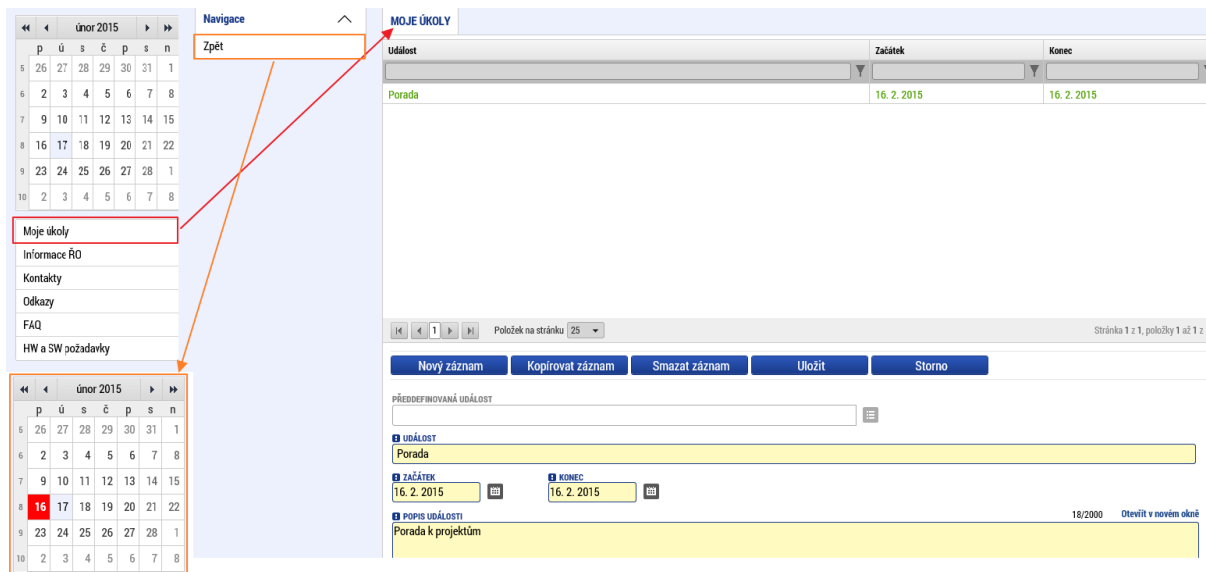 únor 2015
p ú s č p s n
5 26 27 28 29 30 31 1
6 2 3 4 5 6 7 8
7 9 10 11 12 13 14 15
8 16 17 18 19 20 21 22
9 23 24 25 26 27 28 1
10 2 3 4 5 6 7 8
Moje úkoly
Informace ŘO
Kontakty
Odkazy
FAQ
HW a SW požadavky
únor 2015
p ú s č p s n
5 26 27 28 29 30 31 1
6 2 3 4 5 6 7 8
7 9 10 11 12 13 14 15
8 16 17 18 19 20 21 22
9 23 24 25 26 27 28 1
10 2 3 4 5 6 7 8
Navigace
Zpět
MOJE ÚKOLY
Událost Začátek Konec
Porada 16. 2. 2015 16. 2. 2015
1 Položek na stránku 25 Stránka 1 z 1, položky 1 až 1 z
Nový záznam Kopírovat záznam Smazat záznam Uložit Storno
PŘEDDEFINOVANÁ UDÁLOST
UDÁLOST
Porada
ZAČÁTEK KONEC
16. 2. 2015 16. 2. 2015
POPIS UDÁLOSTI 18/2000 Otevřít v novém okně
Porada k projektům